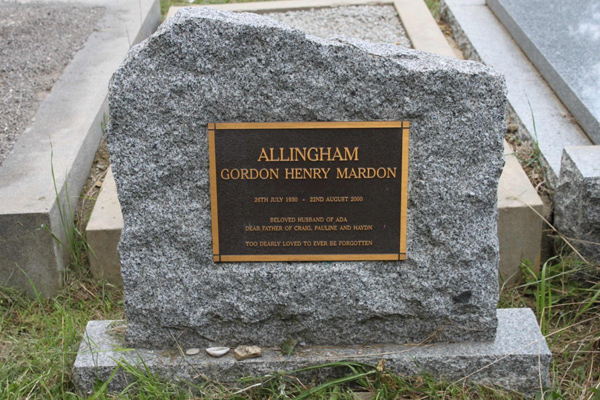 ALLINGHAM
GORDON HENRY MARDON
26TH JULY 1930 - 22ND AUGUST 2000
BELOVED HUSBAND OF ADA
DEAR FATHER OF CRAIG, PAULINE AND HAYDN
TOO DEARLY LOVED TO EVER BE FORGOTTEN